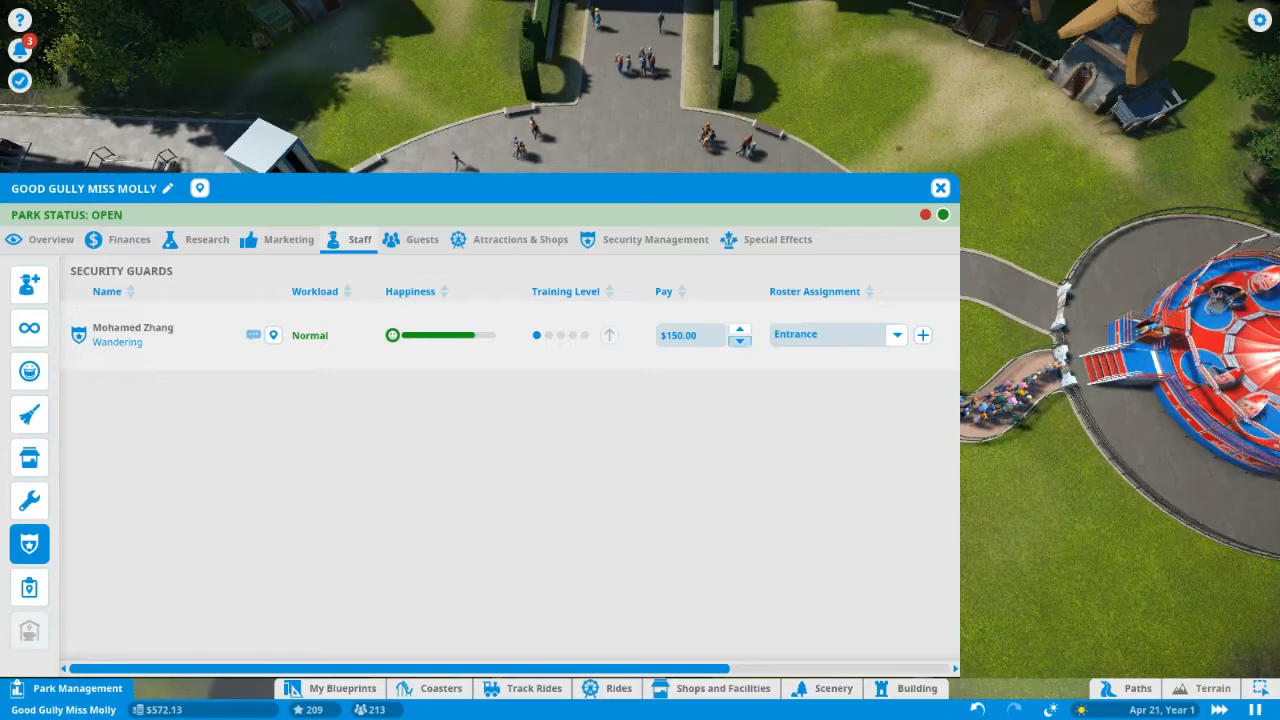 ?
3
GOOD GULLY MISS MOLLY
PARK STATUS: OPEN
Overview Finances Research Marketing Staff Guests Attractions & Shops Security Management Special Effects
SECURITY GUARDS
Name Workload Happiness Training Level Pay Roster Assignment
Mohamed Zhang Normal $150.00 Entrance
Wandering
Park Management My Blueprints Coasters Track Rides Rides Shops and Facilities Scenery Building Paths Terrain
Good Gully Miss Molly $572.13 209 213 Apr 21, Year 1